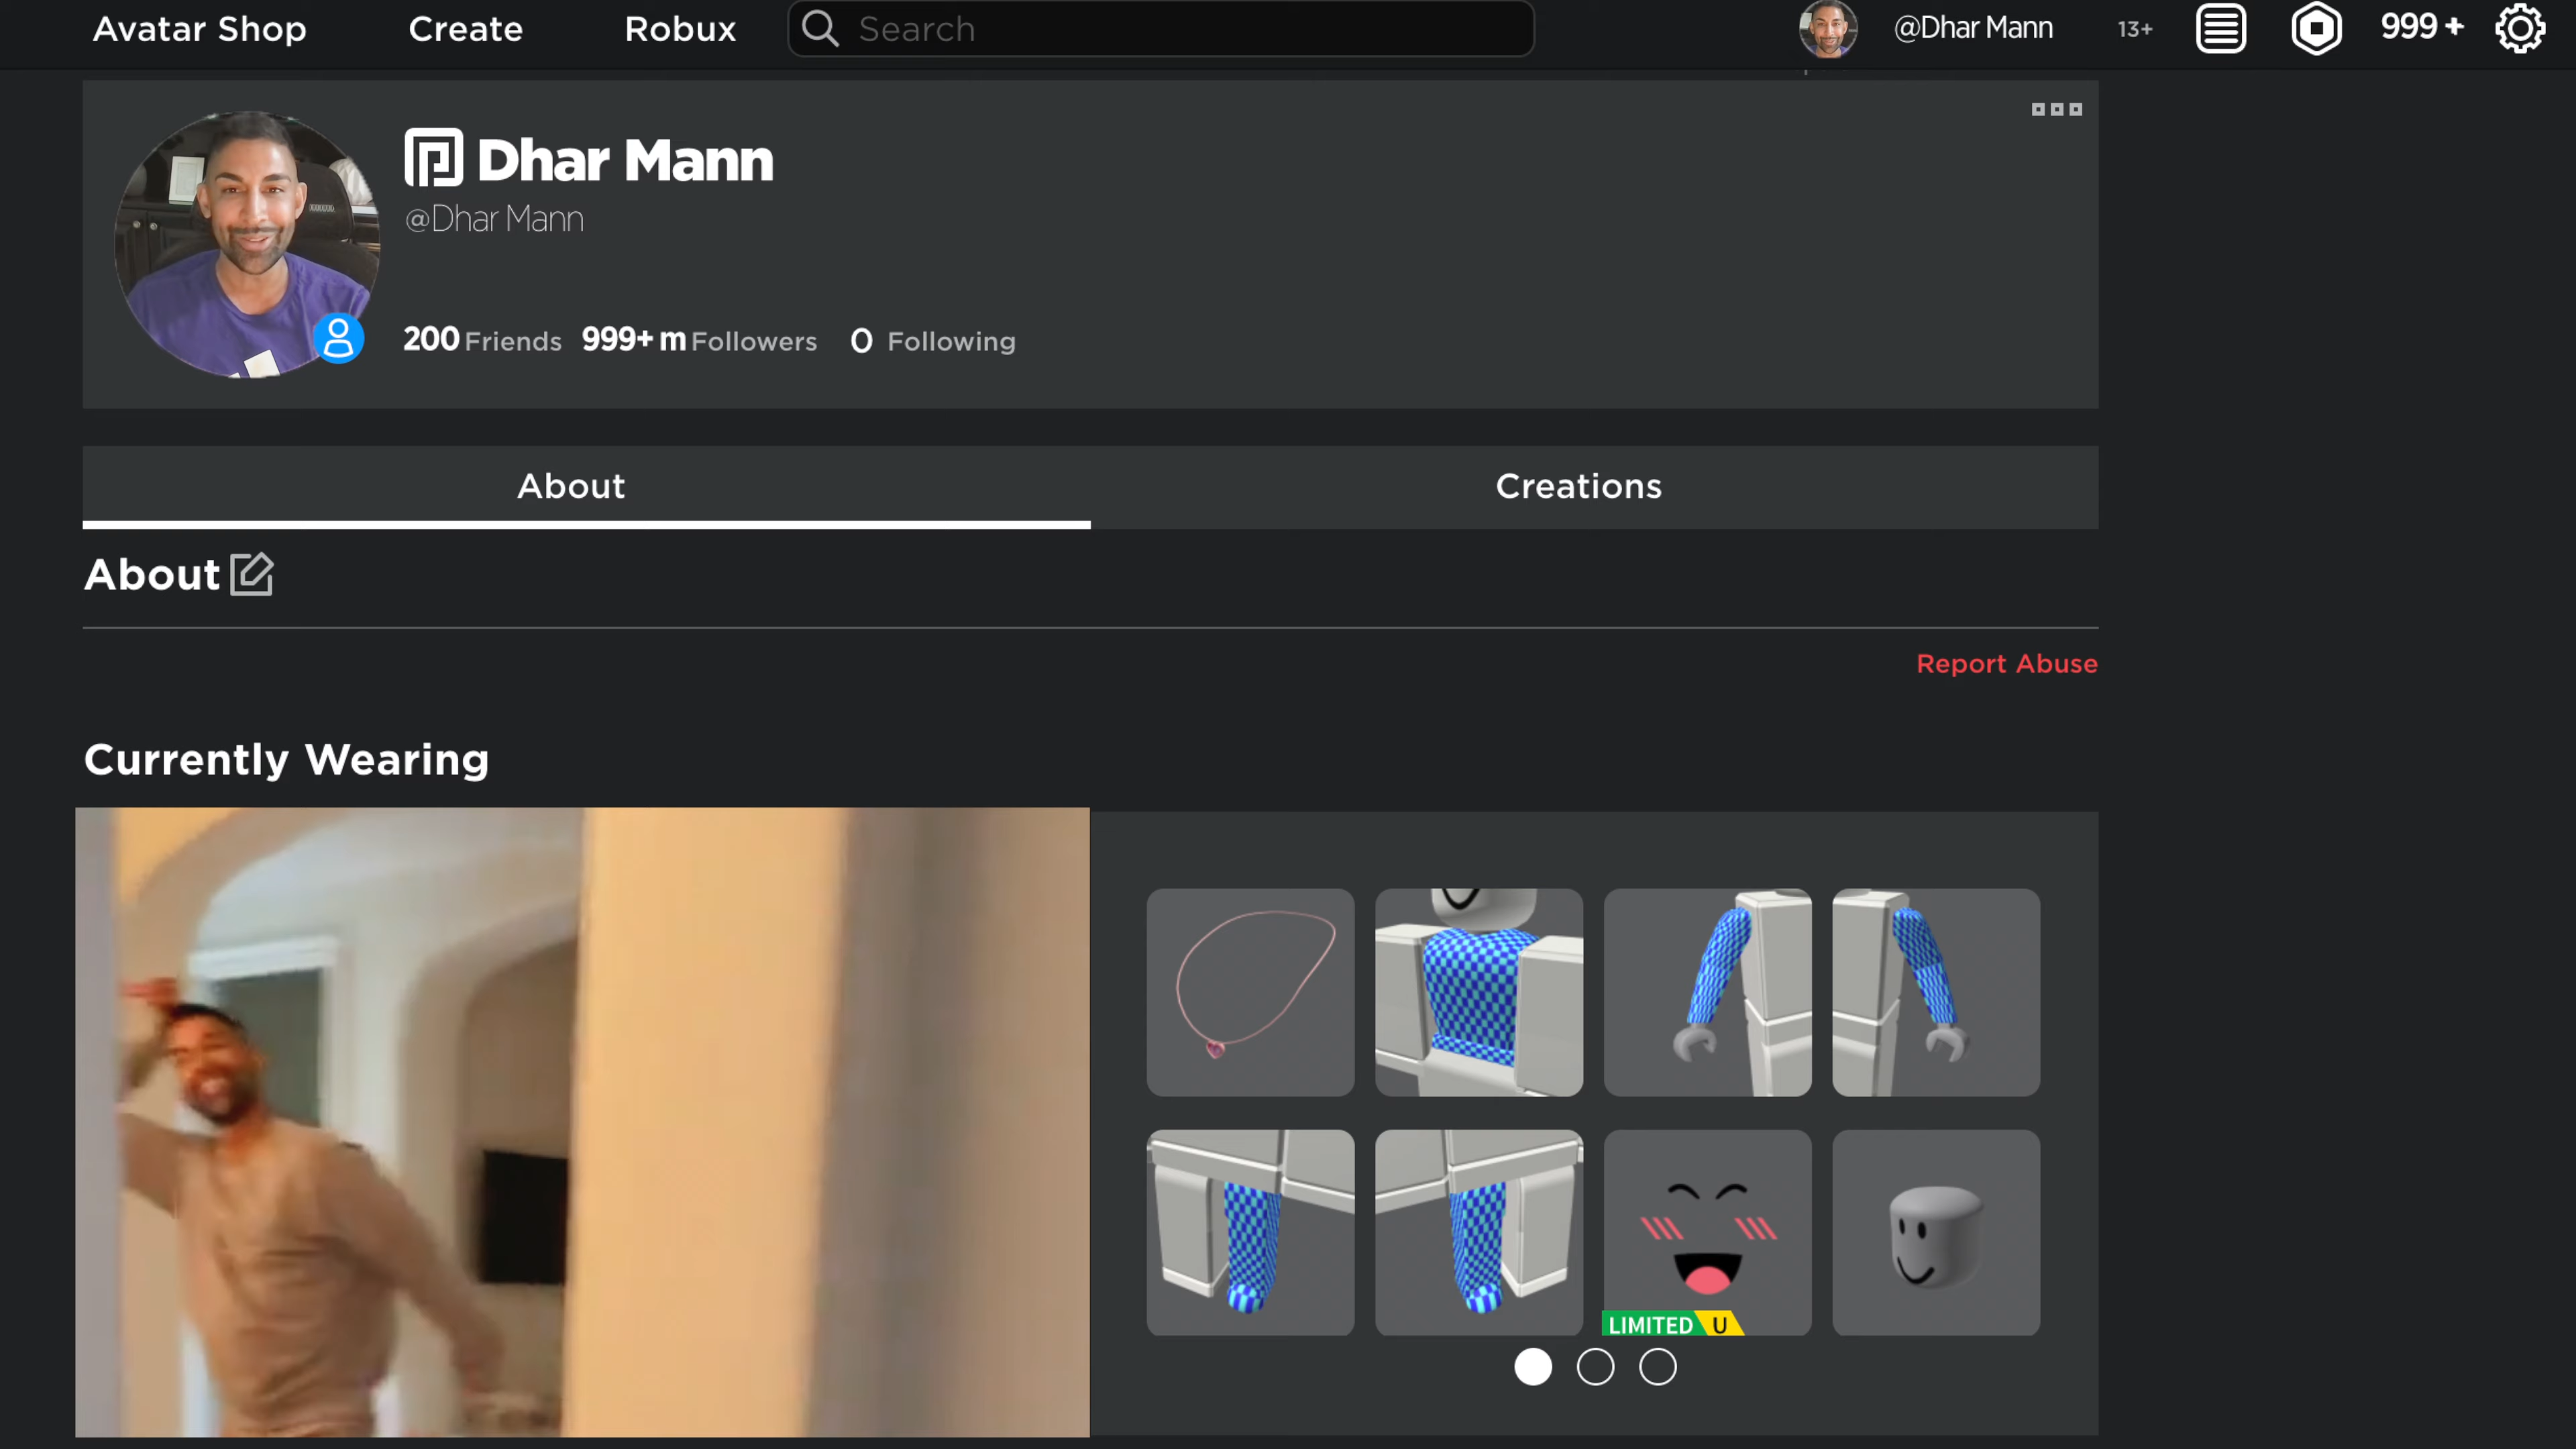 Avatar Shop Create Robux Search @Dhar Mann 13+ 999+
Dhar Mann
@Dhar Mann
200 Friends 999+ m Followers 0 Following
About Creations
About
Report Abuse
Currently Wearing
LIMITED U